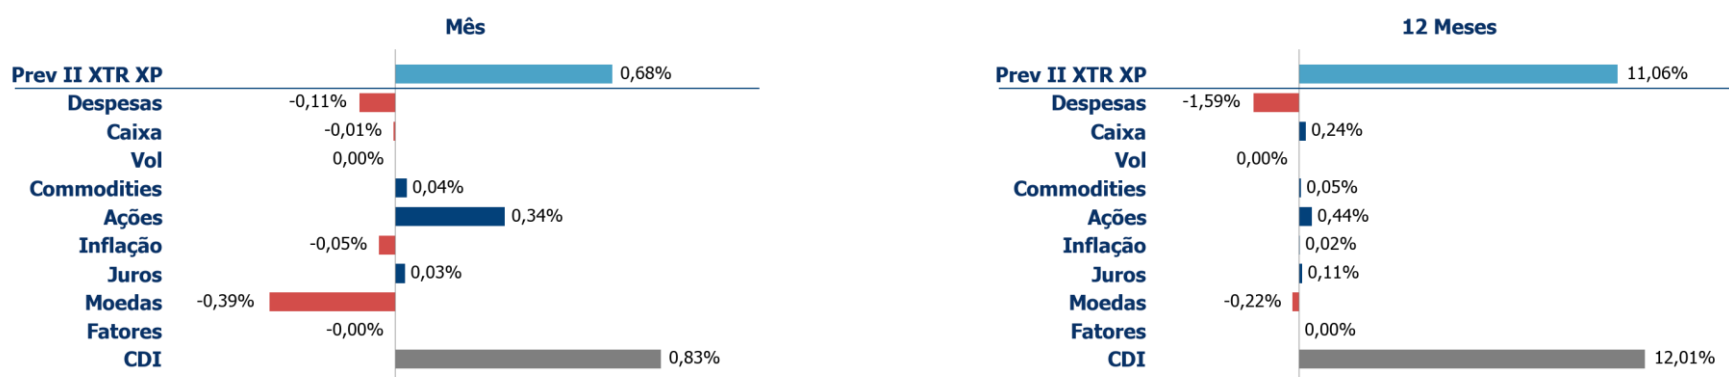 Mês
Prev II XTR XP 0,68%
Despesas -0,11%
Caixa -0,01%
Vol 0,00%
Commodities 0,04%
Ações 0,34%
Inflação -0,05%
Juros 0,03%
Moedas -0,39%
Fatores -0,00%
CDI 0,83%
12 Meses
Prev II XTR XP 11,06%
Despesas -1,59%
Caixa 0,24%
Vol 0,00%
Commodities 0,05%
Ações 0,44%
Inflação 0,02%
Juros 0,11%
Moedas -0,22%
Fatores 0,00%
CDI 12,01%